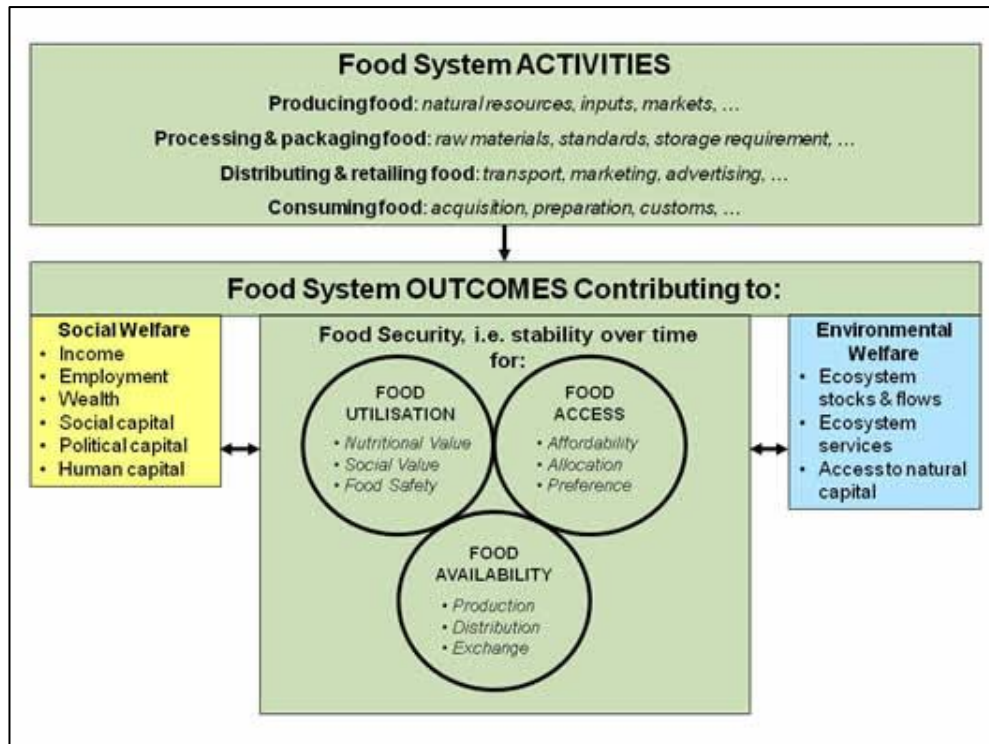 Food System ACTIVITIES
Producing food: natural resources, inputs, markets, ...
Processing & packaging food: raw materials, standards, storage requirement, ...
Distributing & retailing food: transport, marketing, advertising, ...
Consuming food: acquisition, preparation, customs, ...
Food System OUTCOMES Contributing to:
Social Welfare
• Income
• Employment
• Wealth
• Social capital
• Political capital
• Human capital
Food Security, i.e. stability over time
for:
FOOD
UTILISATION
• Nutritional Value
• Social Value
• Food Safety
FOOD
ACCESS
• Affordability
• Allocation
• Preference
FOOD
AVAILABILITY
• Production
• Distribution
• Exchange
Environmental
Welfare
• Ecosystem
stocks & flows
• Ecosystem
services
• Access to natural
capital